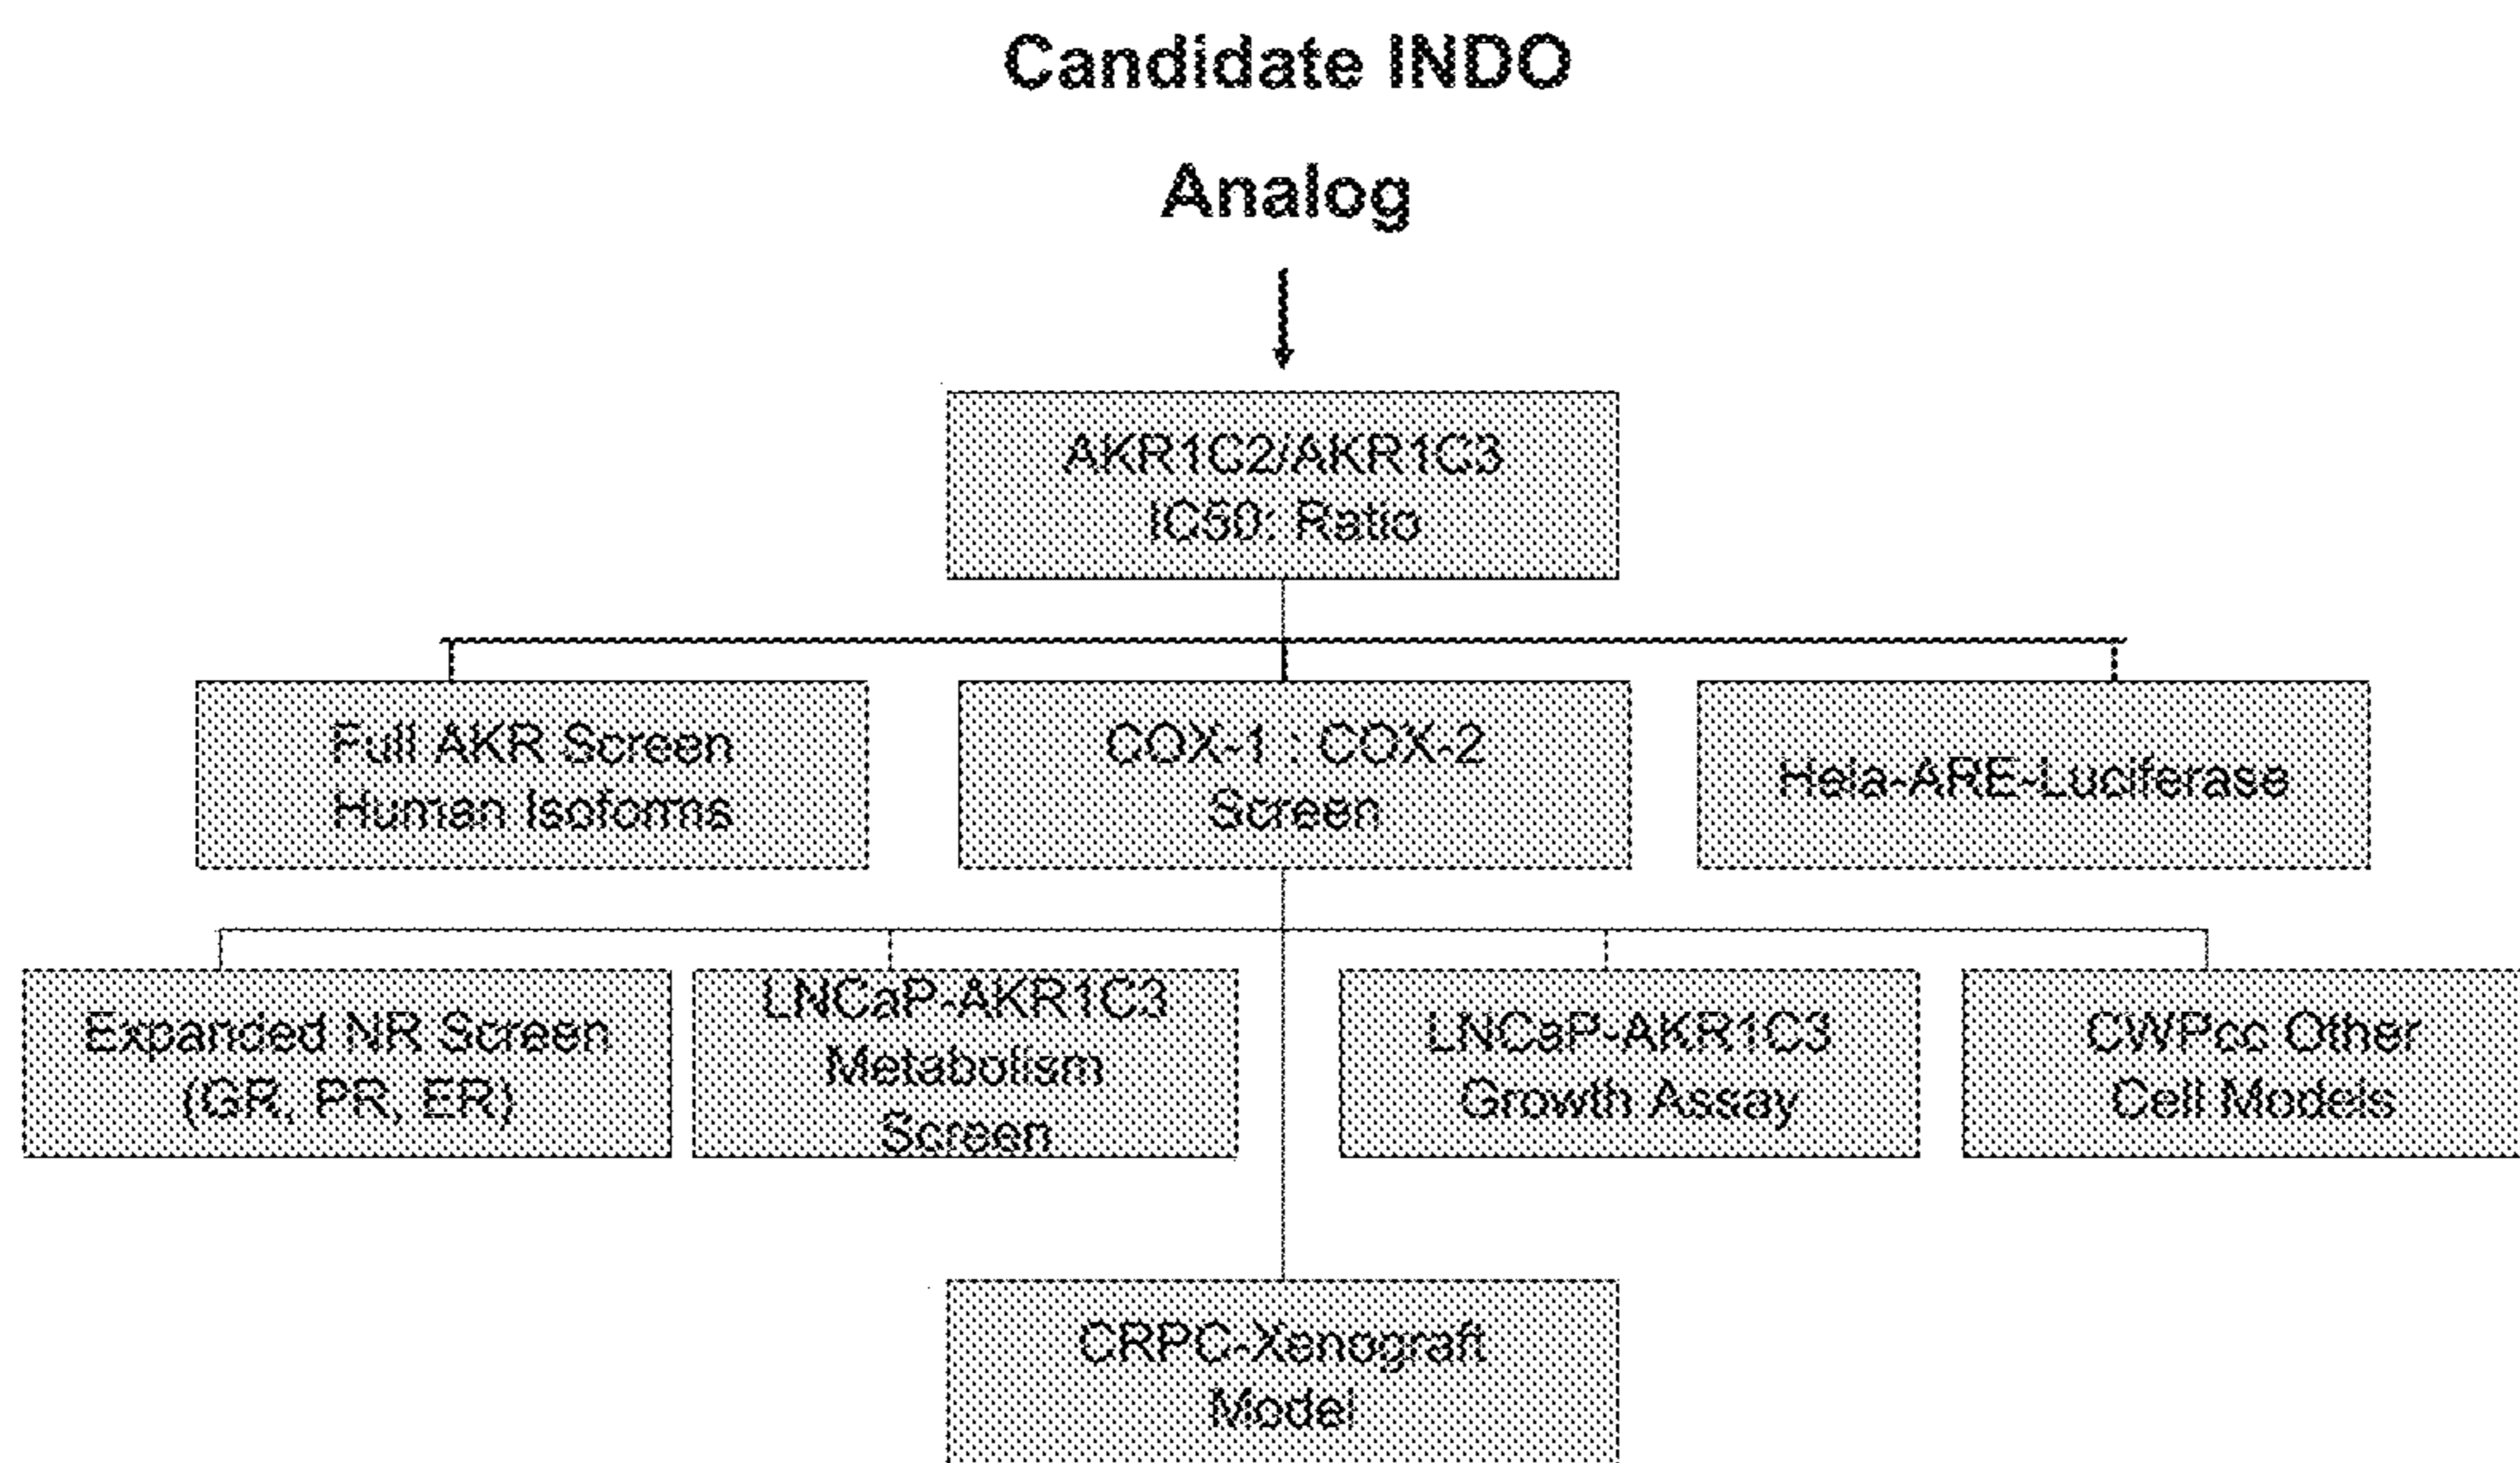 Candidate INDO
Analog
AKR1C2/AKR1C3
IC50: Ratio
Full AKR Screen
Human Isoforms
COX-1 : COX-2
Screen
Hela-ARE-Luciferase
Expanded NR Screen
(GR, PR, ER)
LNCaP-AKR1C3
Metabolism
Screen
LNCaP-AKR1C3
Growth Assay
Other
Cell Models
CRPC-Xenograft
Model